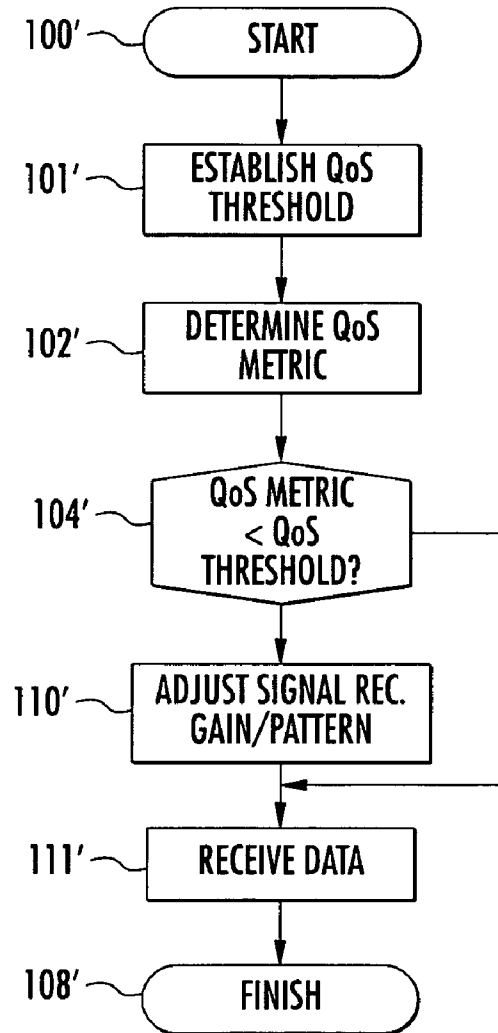 100'
START
101'
ESTABLISH QoS
THRESHOLD
102'
DETERMINE QoS
METRIC
104'
QoS METRIC
< QoS
THRESHOLD?
110'
ADJUST SIGNAL REC.
GAIN/PATTERN
111'
RECEIVE DATA
108'
FINISH